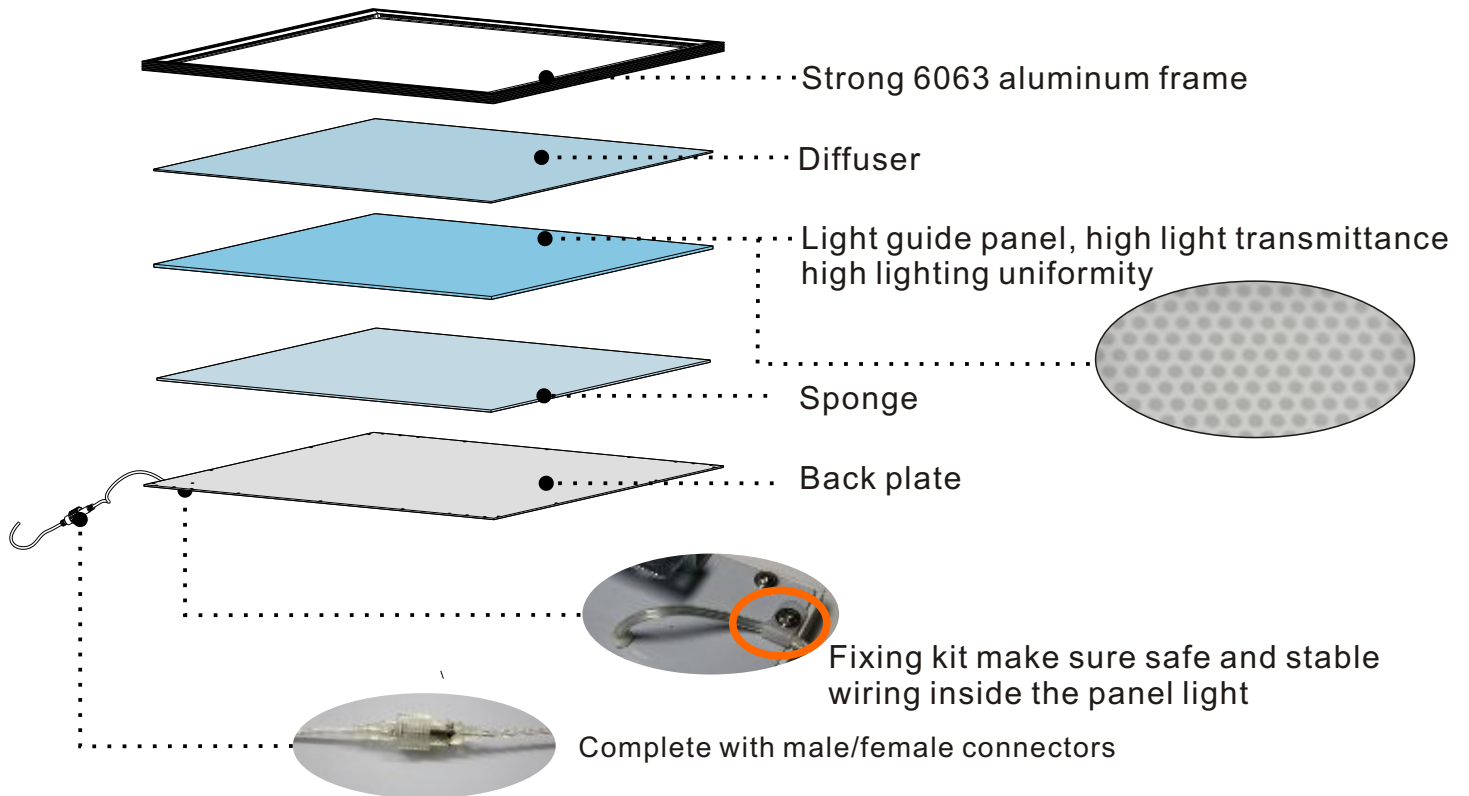 Strong 6063 aluminum frame
Diffuser
Light guide panel, high light transmittance
high lighting uniformity
Sponge
Back plate
Fixing kit make sure safe and stable
wiring inside the panel light
Complete with male/female connectors